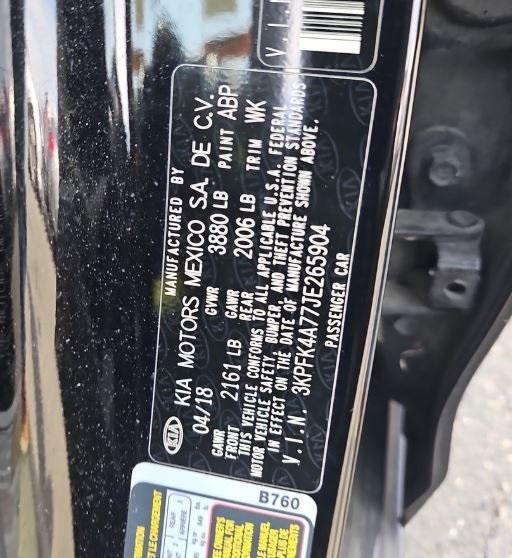 MANUFACTURED BY
KIA KIA MOTORS MEXICO S.A. DE C.V.
04/18 GVWR 3880 LB PAINT ABP
GAWR FRONT 2161 LB GAWR REAR 2006 LB TRIM WK
THIS VEHICLE CONFORMS TO ALL APPLICABLE U.S.A. FEDERAL
MOTOR VEHICLE SAFETY, BUMPER, AND THEFT PREVENTION STANDARDS
IN EFFECT ON THE DATE OF MANUFACTURE SHOWN ABOVE.
V.I.N. 3KPFK4A77JE265904
PASSENGER CAR
V.I.
B760
REAR